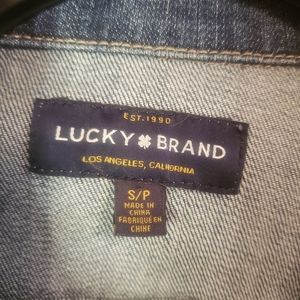 EST.1990
LUCKY BRAND
LOS ANGELES, CALIFORNIA
S/P
MADE IN
CHINA
FABRIQUÉ EN
CHINE